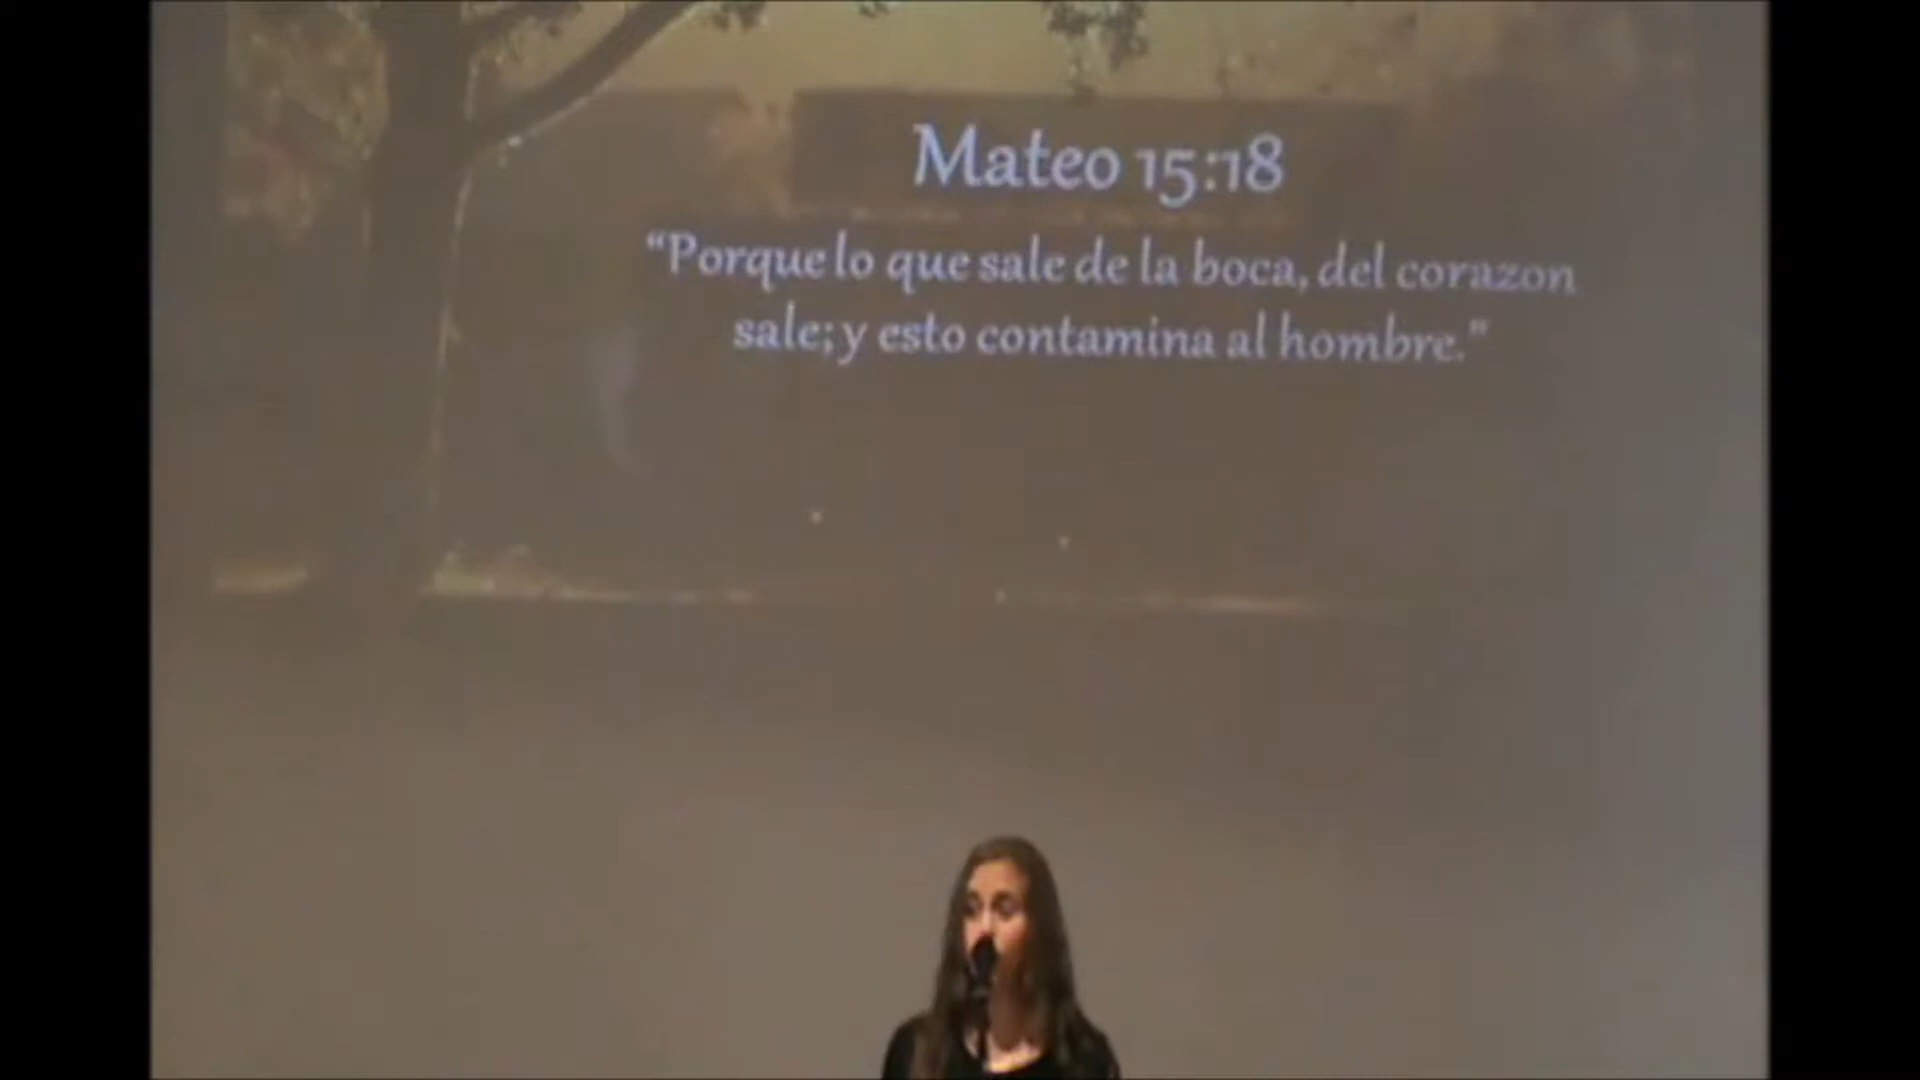 Mateo 15:18
“Porque lo que sale de la boca, del corazon
sale; y esto contamina al hombre.”